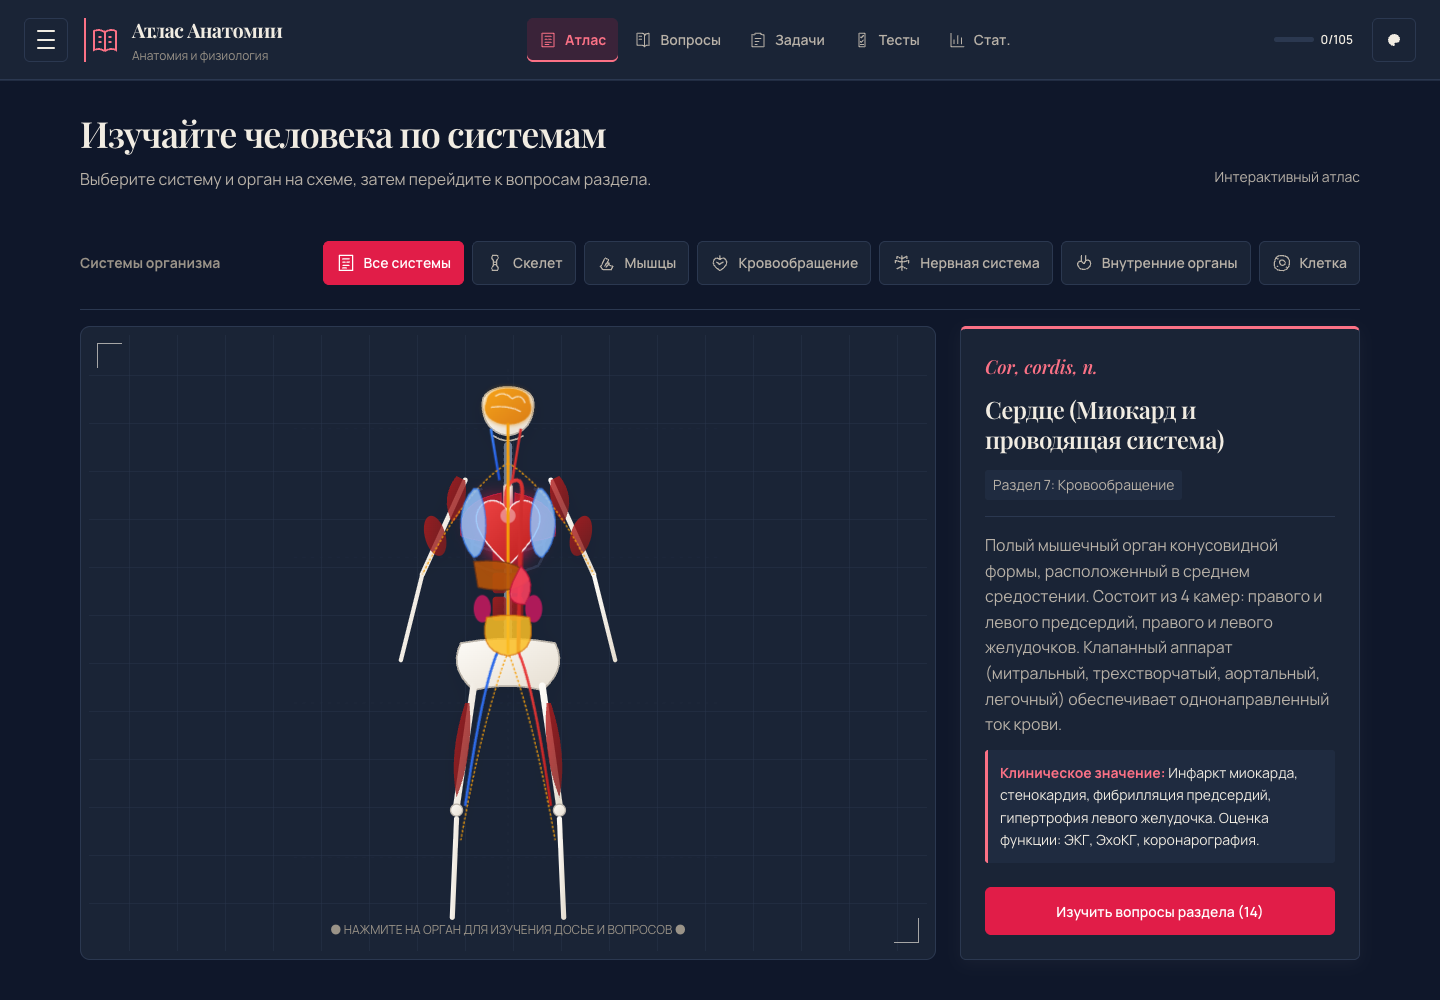 Атлас Анатомии
Анатомия и физиология
Атлас
Вопросы
Задачи
Тесты
Стат.
0/105
Изучайте человека по системам
Выберите систему и орган на схеме, затем перейдите к вопросам раздела.
Интерактивный атлас
Системы организма
Все системы
Скелет
Мышцы
Кровообращение
Нервная система
Внутренние органы
Клетка
Cor, cordis, n.
Сердце (Миокард и
проводящая система)
Раздел 7: Кровообращение
Полый мышечный орган конусовидной
формы, расположенный в среднем
средостении. Состоит из 4 камер: правого и
левого предсердий, правого и левого
желудочков. Клапанный аппарат
(митральный, трехстворчатый, аортальный,
легочный) обеспечивает однонаправленный
ток крови.
Клиническое значение: Инфаркт миокарда,
стенокардия, фибрилляция предсердий,
гипертрофия левого желудочка. Оценка
функции: ЭКГ, ЭхоКГ, коронарография.
Изучить вопросы раздела (14)
● НАЖМИТЕ НА ОРГАН ДЛЯ ИЗУЧЕНИЯ ДОСЬЕ И ВОПРОСОВ ●